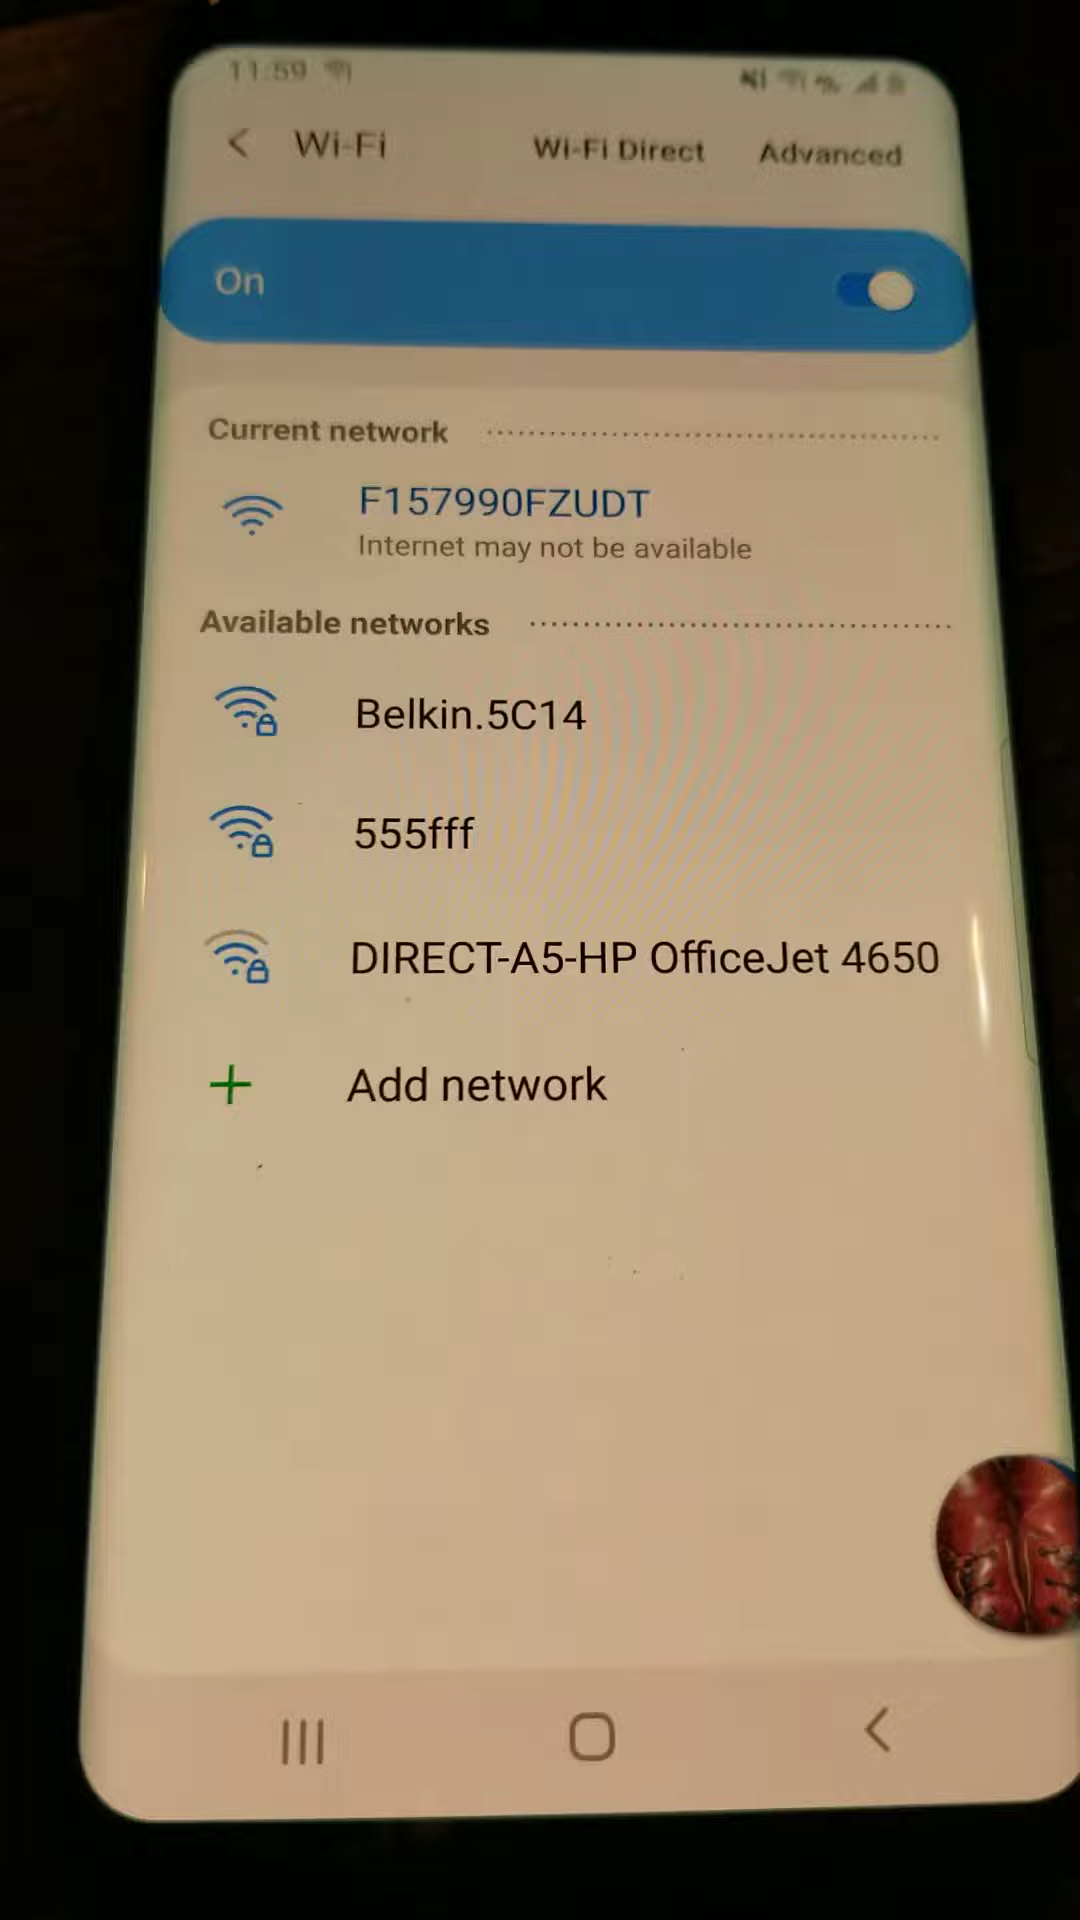 11:59
Wi-Fi Wi-Fi Direct Advanced
On
Current network
F157990FZUDT
Internet may not be available
Available networks
Belkin.5C14
555fff
DIRECT-A5-HP OfficeJet 4650
Add network